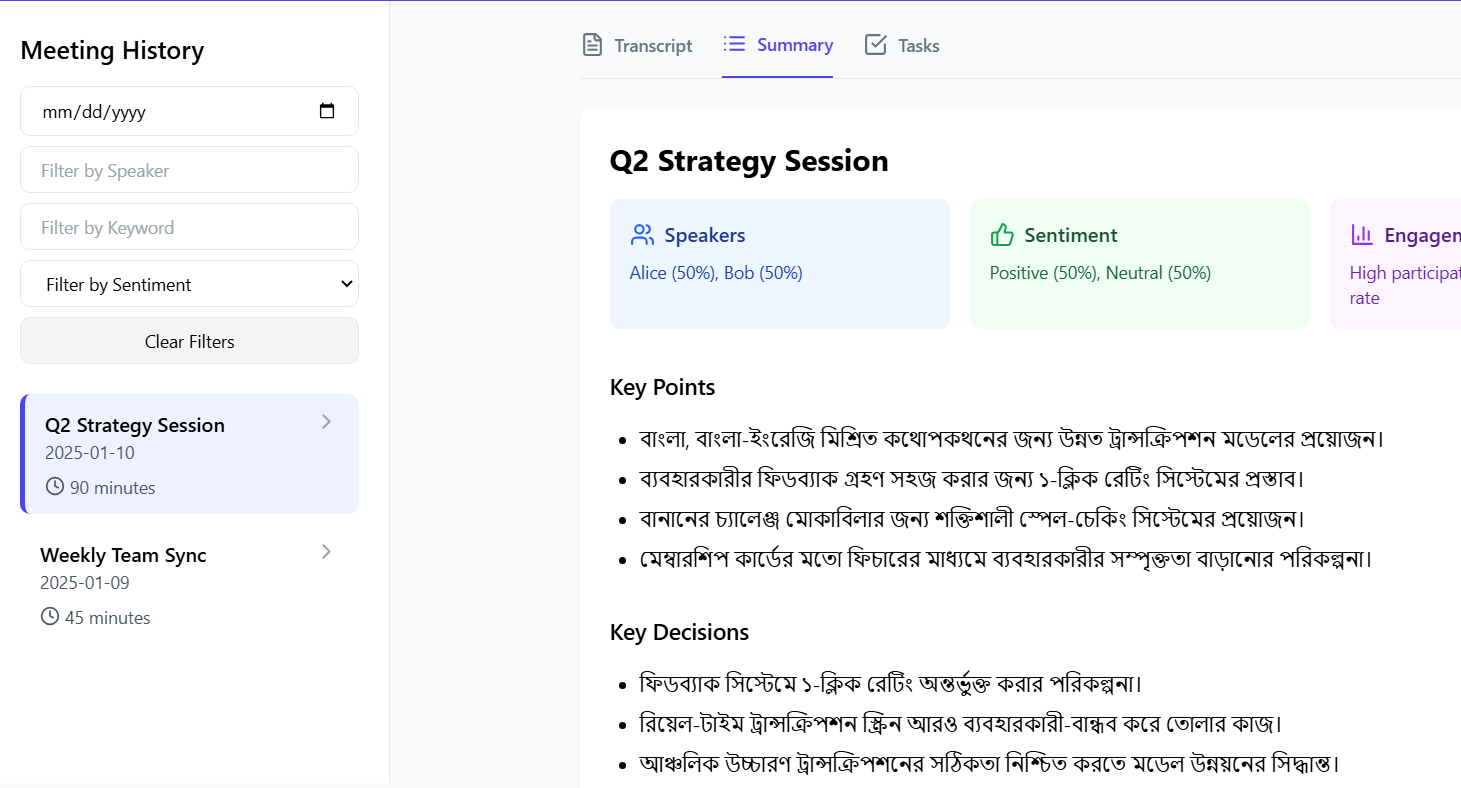 Meeting History
mm/dd/yyyy
Filter by Speaker
Filter by Keyword
Filter by Sentiment
Clear Filters
Q2 Strategy Session
2025-01-10
90 minutes
Weekly Team Sync
2025-01-09
45 minutes
Transcript
Summary
Tasks
Q2 Strategy Session
Speakers
Alice (50%), Bob (50%)
Sentiment
Positive (50%), Neutral (50%)
Engagem
High participat
rate
Key Points
বাংলা, বাংলা-ইংরেজি মিশ্রিত কথোপকথনের জন্য উন্নত ট্রান্সক্রিপশন মডেলের প্রয়োজন।
ব্যবহারকারীর ফিডব্যাক গ্রহণ সহজ করার জন্য ১-ক্লিক রেটিং সিস্টেমের প্রস্তাব।
বানানের চ্যালেঞ্জ মোকাবিলার জন্য শক্তিশালী স্পেল-চেকিং সিস্টেমের প্রয়োজন।
মেম্বারশিপ কার্ডের মতো ফিচারের মাধ্যমে ব্যবহারকারীর সম্পৃক্ততা বাড়ানোর পরিকল্পনা।
Key Decisions
ফিডব্যাক সিস্টেমে ১-ক্লিক রেটিং অন্তর্ভুক্ত করার পরিকল্পনা।
রিয়েল-টাইম ট্রান্সক্রিপশন স্ক্রিন আরও ব্যবহারকারী-বান্ধব করে তোলার কাজ।
আঞ্চলিক উচ্চারণ ট্রান্সক্রিপশনের সঠিকতা নিশ্চিত করতে মডেল উন্নয়নের সিদ্ধান্ত।